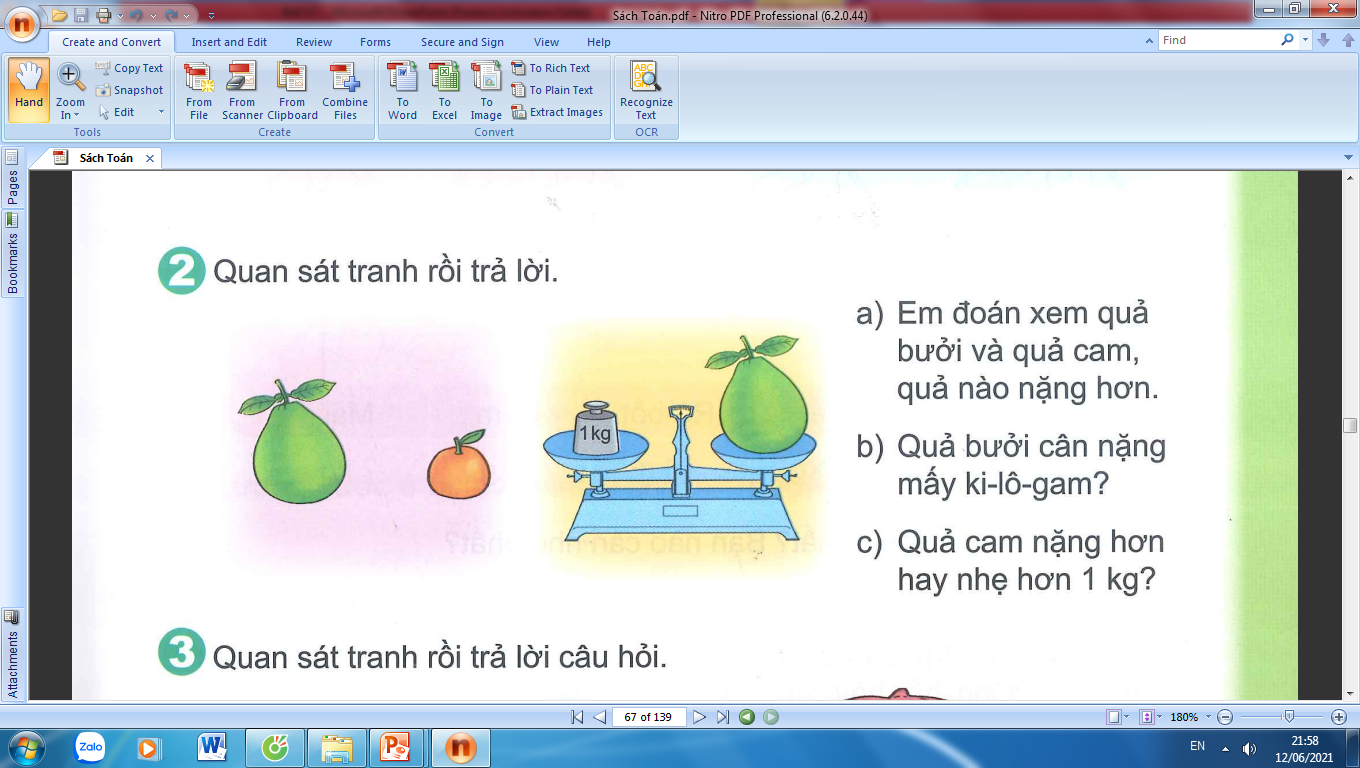 Sách Toán.pdf - Nitro PDF Professional (6.2.0.44)
Create and Convert Insert and Edit Review Forms Secure and Sign View Help Find
Hand
Zoom In
Copy Text
Snapshot
Edit
Tools
From File
From Scanner
From Clipboard
Combine Files
Create
To Word
To Excel
To Image
To Rich Text
To Plain Text
Extract Images
Convert
Recognize Text
OCR
Sách Toán
Pages
Bookmarks
Attachments
2 Quan sát tranh rồi trả lời.
1kg
a) Em đoán xem quả
bưởi và quả cam,
quả nào nặng hơn.
b) Quả bưởi cân nặng
mấy ki-lô-gam?
c) Quả cam nặng hơn
hay nhẹ hơn 1 kg?
3 Quan sát tranh rồi trả lời câu hỏi.
67 of 139
180%
Zalo
EN
21:58
12/06/2021